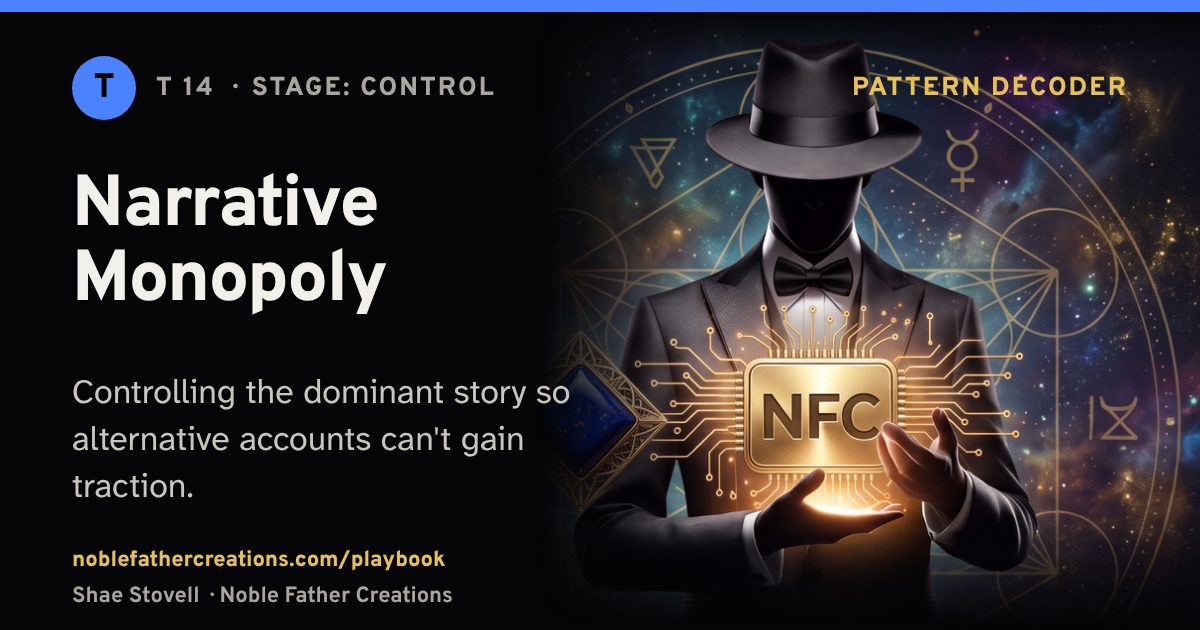 T
T 14 · STAGE: CONTROL
PATTERN DECODER
Narrative
Monopoly
Controlling the dominant story so
alternative accounts can't gain
traction.
noblefathercreations.com/playbook
Shae Stovell · Noble Father Creations
NFC